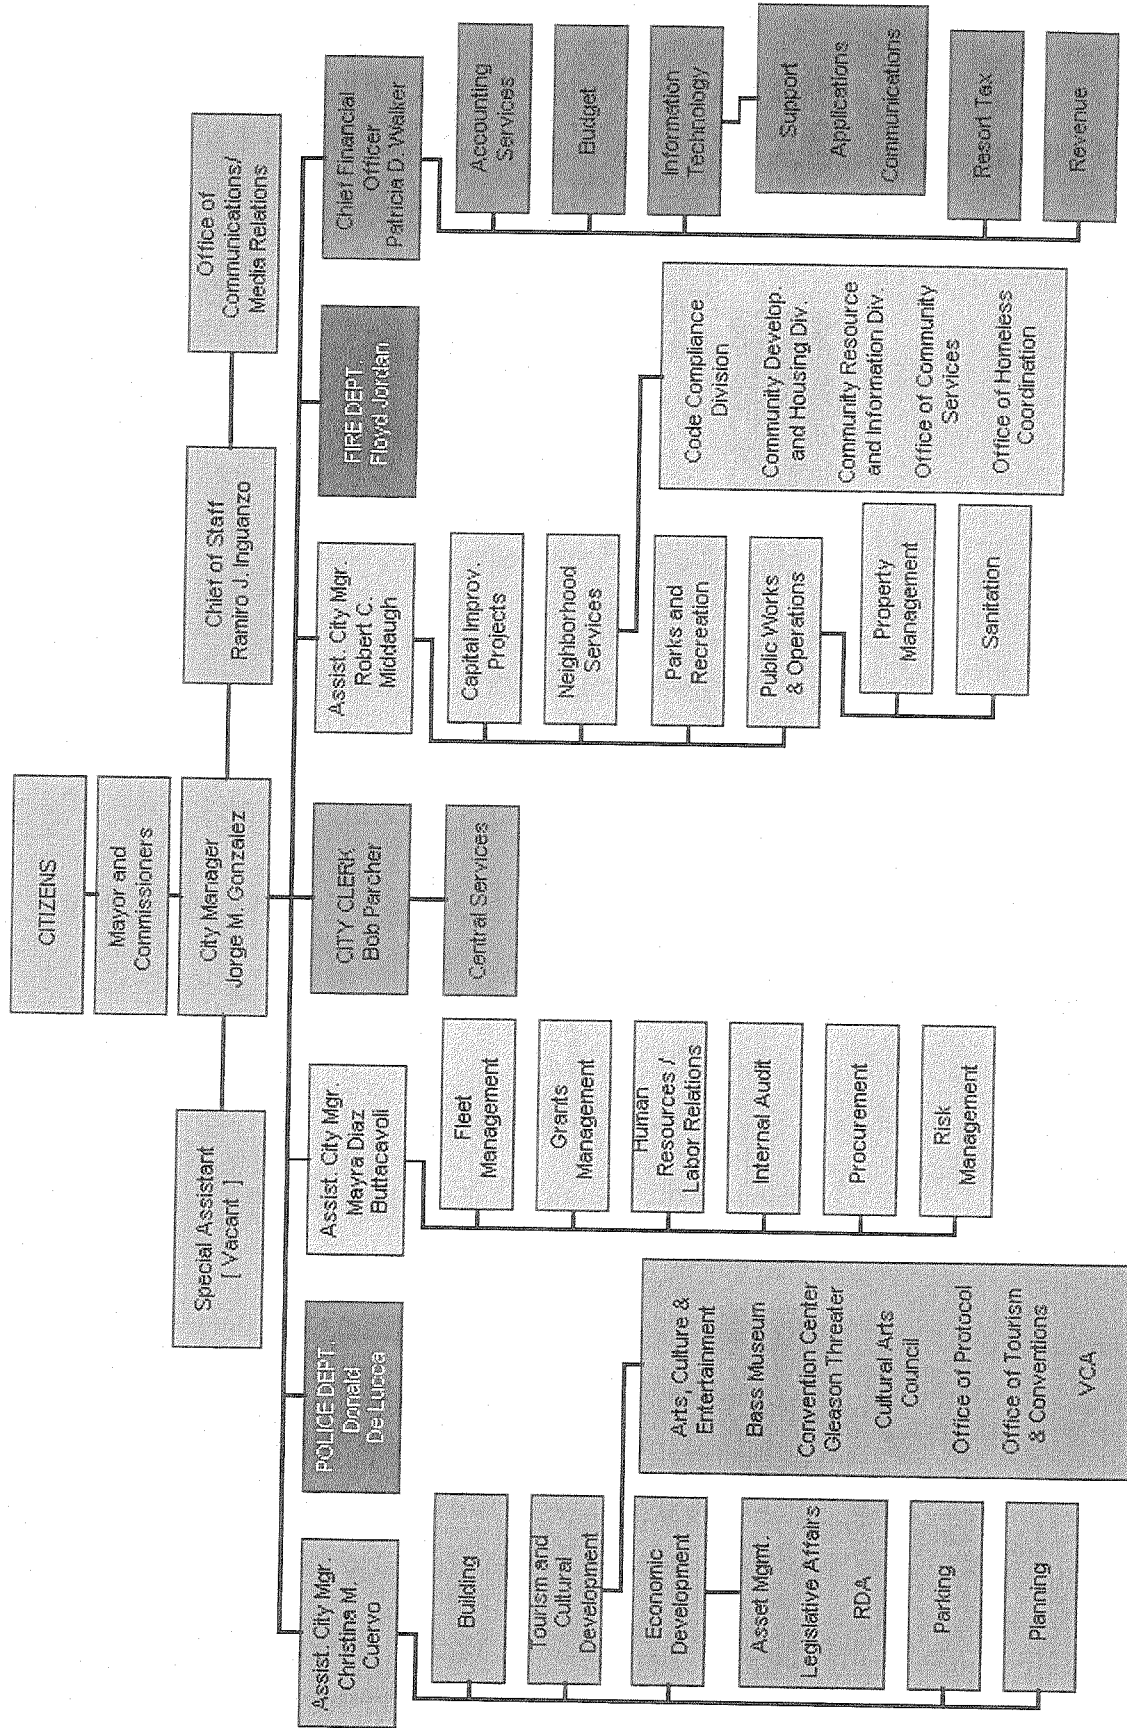 CITIZENS
Mayor and
Commissioners
Special Assistant
[ Vacant ]
City Manager
Jorge M. Gonzalez
Chief of Staff
Ramiro J. Inguanzo
Office of
Communications/
Media Relations
Assist. City Mgr.
Christina M.
Cuervo
Building
Tourism and
Cultural
Development
Arts, Culture &
Entertainment
Bass Museum
Convention Center
Gleason Threater
Cultural Arts
Council
Office of Protocol
Office of Tourism
& Conventions
VCA
Economic
Development
Asset Mgmt.
Legislative Affairs
RDA
Parking
Planning
POLICE DEPT.
Donald
De Lucca
Assist. City Mgr.
Mayra Diaz
Buttacavoli
Fleet
Management
Grants
Management
Human
Resources /'
Labor Relations
Internal Audit
Procurement
Risk
Management
CITY CLERK
Bob Parcher
Central Services
Assist. City Mgr.
Robert C.
Middaugh
Capital Improv.
Projects
Neighborhood
Services
Code Compliance
Division
Community Develop.
and Housing Div.
Community Resource
and Information Div.
Office of Community
Services
Office of Homeless
Coordination
Parks and
Recreation
Public Works
& Operations
Property
Management
Sanitation
FIRE DEPT.
Floyd Jordan
Chief Financial
Officer
Patricia D. Walker
Accounting
Services
Budget
Information
Technology
Support
Applications
Communications
Resort Tax
Revenue